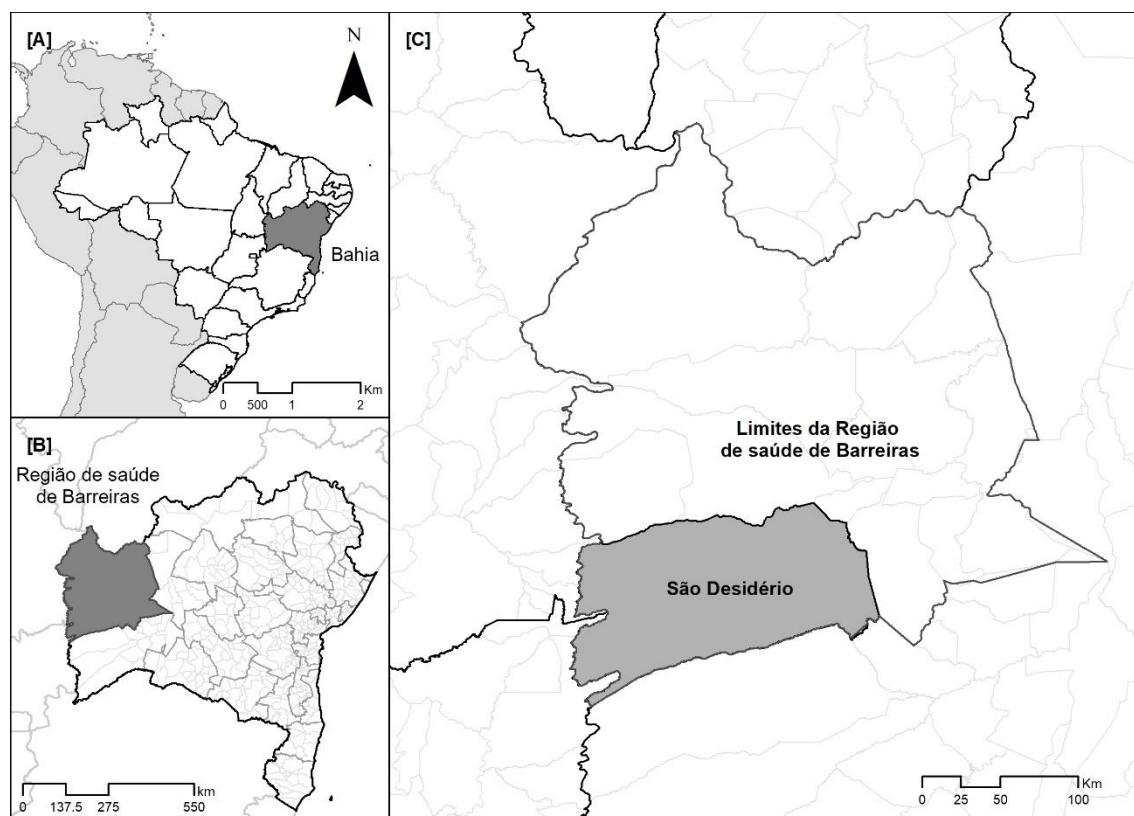 [A]
N
Bahia
Km
0 500 1 2
[B]
Região de saúde
de Barreiras
km
0 137.5 275 550
[C]
Limites da Região
de saúde de Barreiras
São Desidério
Km
0 25 50 100